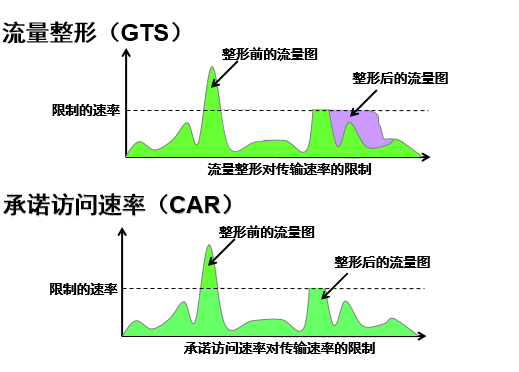 流量整形（GTS）
整形前的流量图
整形后的流量图
限制的速率
流量整形对传输速率的限制
承诺访问速率（CAR）
整形前的流量图
整形后的流量图
限制的速率
承诺访问速率对传输速率的限制